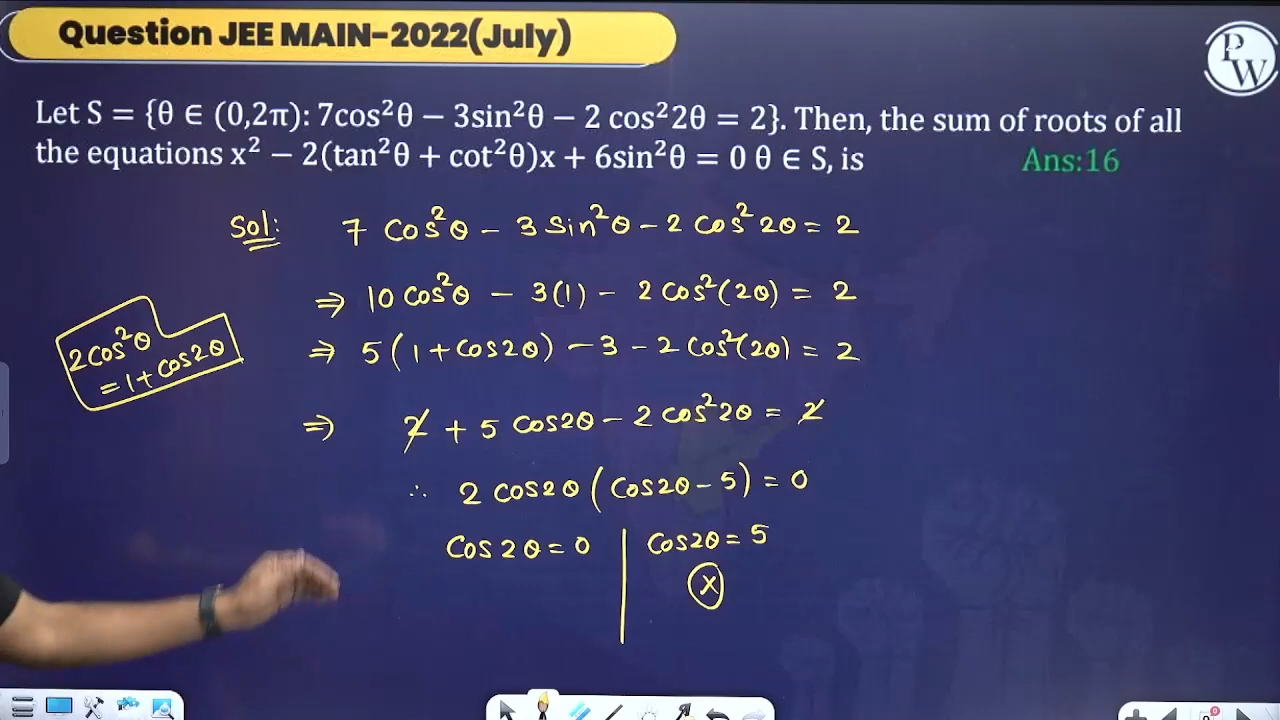 Question JEE MAIN-2022(July)
PW
Let S = {θ ∈ (0,2π): 7cos²θ − 3sin²θ − 2 cos²2θ = 2}. Then, the sum of roots of all
the equations x² − 2(tan²θ + cot²θ)x + 6sin²θ = 0 θ ∈ S, is
Ans:16
Sol: 7 Cos²θ − 3 Sin²θ − 2 Cos² 2θ = 2
⇒ 10 Cos²θ − 3(1) − 2Cos²(2θ) = 2
2Cos²θ
= 1 + Cos2θ
⇒ 5(1+Cos2θ) − 3 − 2 Cos²(2θ) = 2
⇒ 2 + 5 Cos2θ − 2 Cos²2θ = 2
∴ 2 Cos2θ (Cos2θ − 5) = 0
Cos 2θ = 0 | Cos2θ = 5
X